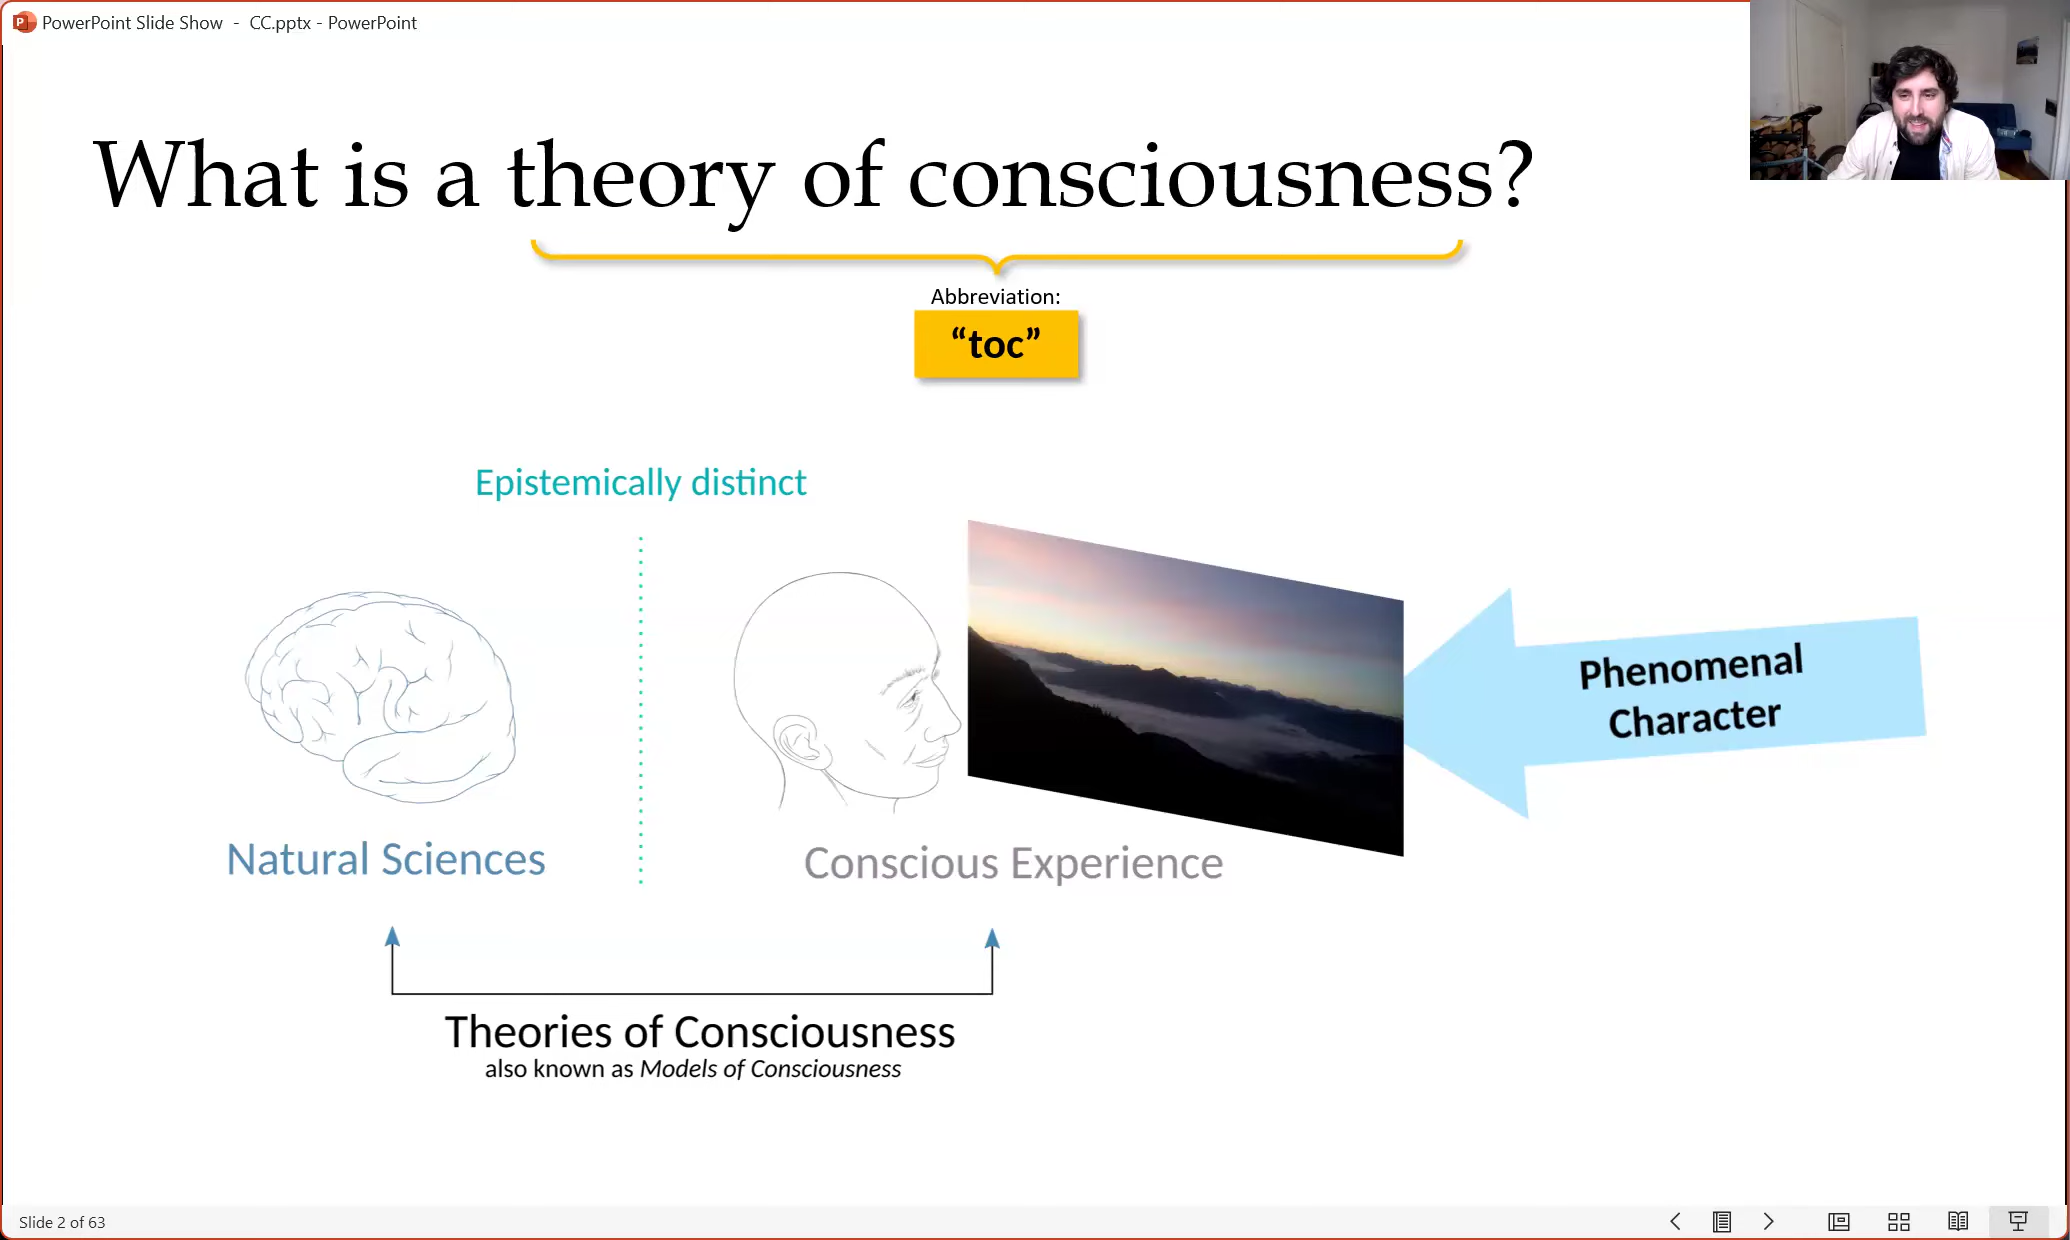 PowerPoint Slide Show - CC.pptx - PowerPoint
What is a theory of consciousness?
Abbreviation:
“toc”
Epistemically distinct
Phenomenal
Character
Natural Sciences
Conscious Experience
Theories of Consciousness
also known as Models of Consciousness
Slide 2 of 63